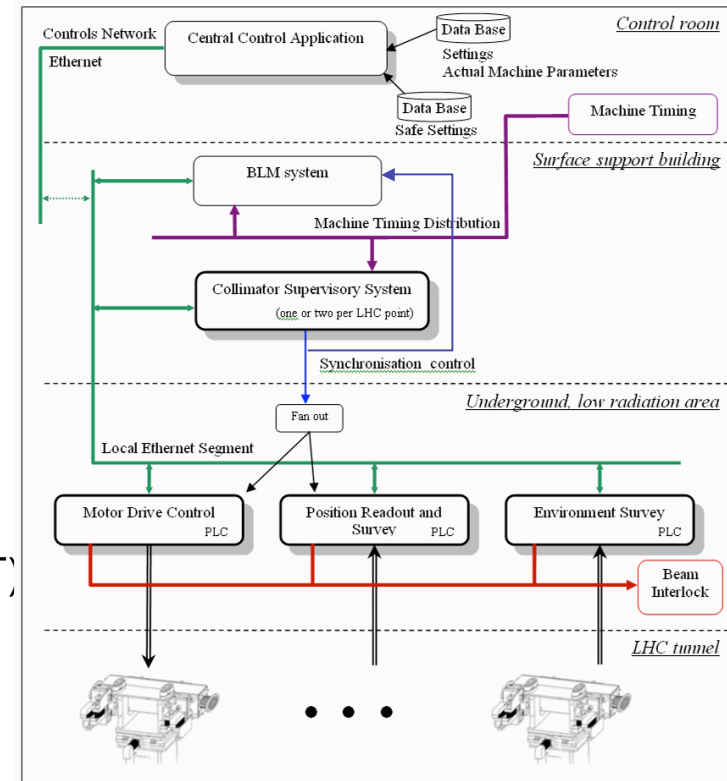 Control room
Controls Network
Ethernet
Central Control Application
Data Base
Settings
Actual Machine Parameters
Data Base
Safe Settings
Machine Timing
Surface support building
BLM system
Machine Timing Distribution
Collimator Supervisory System
(one or two per LHC point)
Synchronisation control
Underground, low radiation area
Fan out
Local Ethernet Segment
Motor Drive Control
PLC
Position Readout and
Survey
PLC
Environment Survey
PLC
Beam
Interlock
LHC tunnel